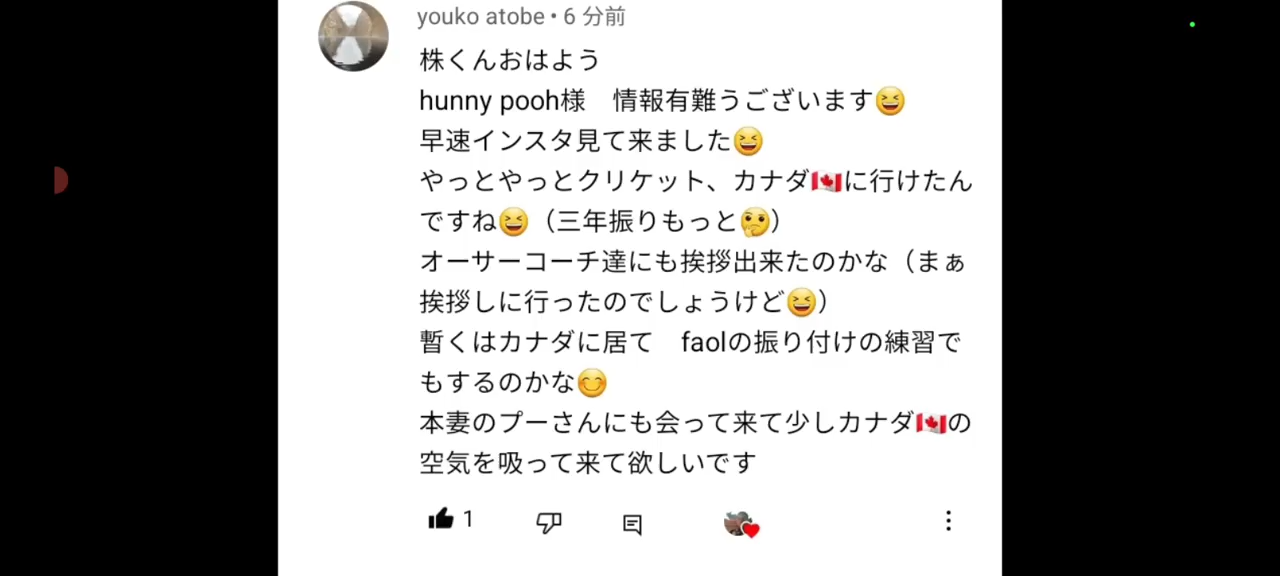 youko atobe • 6 分前
株くんおはよう
hunny pooh様　情報有難うございます😆
早速インスタ見て来ました😆
やっとやっとクリケット、カナダ🇨🇦に行けたん
ですね😆（三年振りもっと🤔）
オーサーコーチ達にも挨拶出来たのかな（まぁ
挨拶しに行ったのでしょうけど😆）
暫くはカナダに居て　faolの振り付けの練習で
もするのかな😊
本妻のプーさんにも会って来て少しカナダ🇨🇦の
空気を吸って来て欲しいです
1